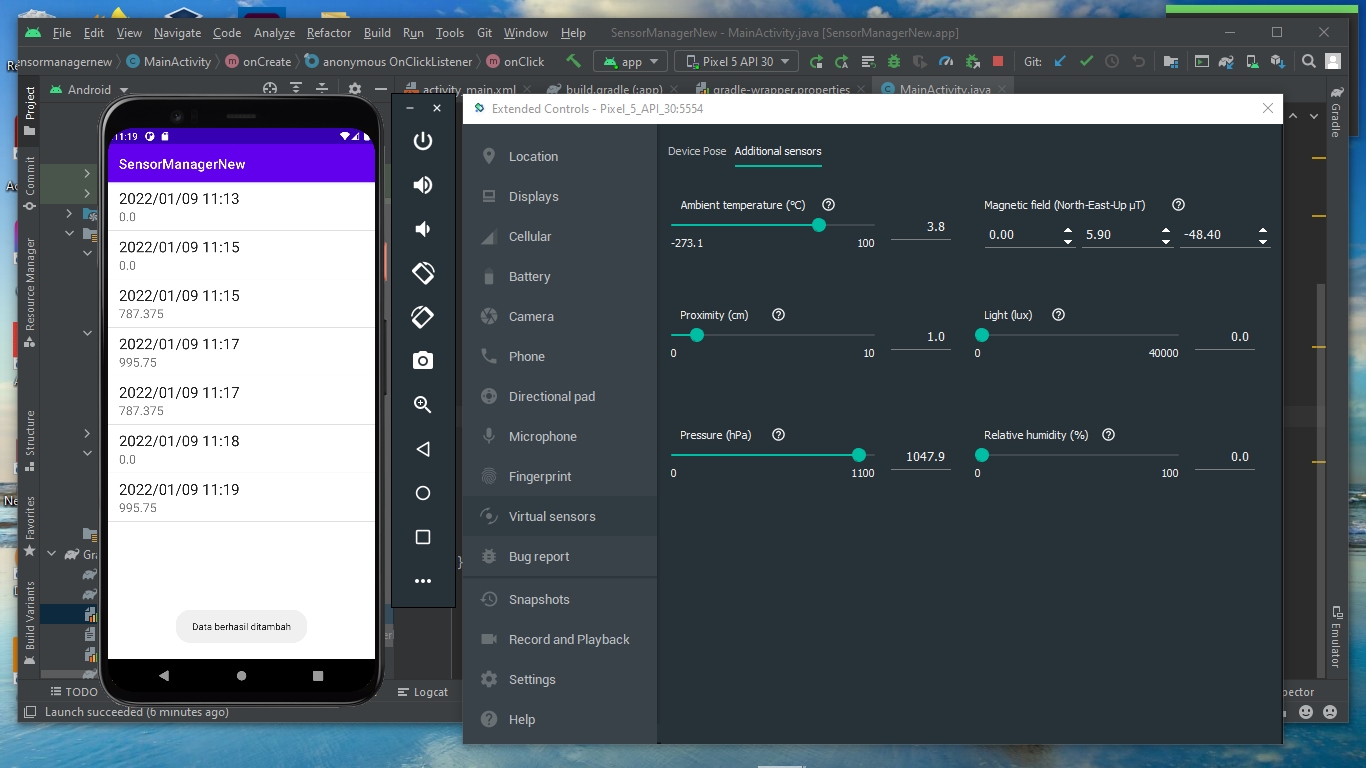 File Edit View Navigate Code Analyze Refactor Build Run Tools Git Window Help SensorManagerNew - MainActivity.java [SensorManagerNew.app]
ensormanagernew MainActivity onCreate anonymous OnClickListener onClick app Pixel 5 API 30 Git:
Android activity_main.xml build.gradle (:app) gradle-wrapper.properties MainActivity.java
Project
Commit
Resource Manager
Structure
Favorites
Build Variants
11:19
SensorManagerNew
2022/01/09 11:13
0.0
2022/01/09 11:15
0.0
2022/01/09 11:15
787.375
2022/01/09 11:17
995.75
2022/01/09 11:17
787.375
2022/01/09 11:18
0.0
2022/01/09 11:19
995.75
Data berhasil ditambah
Extended Controls - Pixel_5_API_30:5554
Location
Displays
Cellular
Battery
Camera
Phone
Directional pad
Microphone
Fingerprint
Virtual sensors
Bug report
Snapshots
Record and Playback
Settings
Help
Device Pose Additional sensors
Ambient temperature (°C)
-273.1 100
3.8
Magnetic field (North-East-Up μT)
0.00 5.90 -48.40
Proximity (cm)
0 10
1.0
Light (lux)
0 40000
0.0
Pressure (hPa)
0 1100
1047.9
Relative humidity (%)
0 100
0.0
}
Gradle
Emulator
TODO Logcat
Launch succeeded (6 minutes ago)